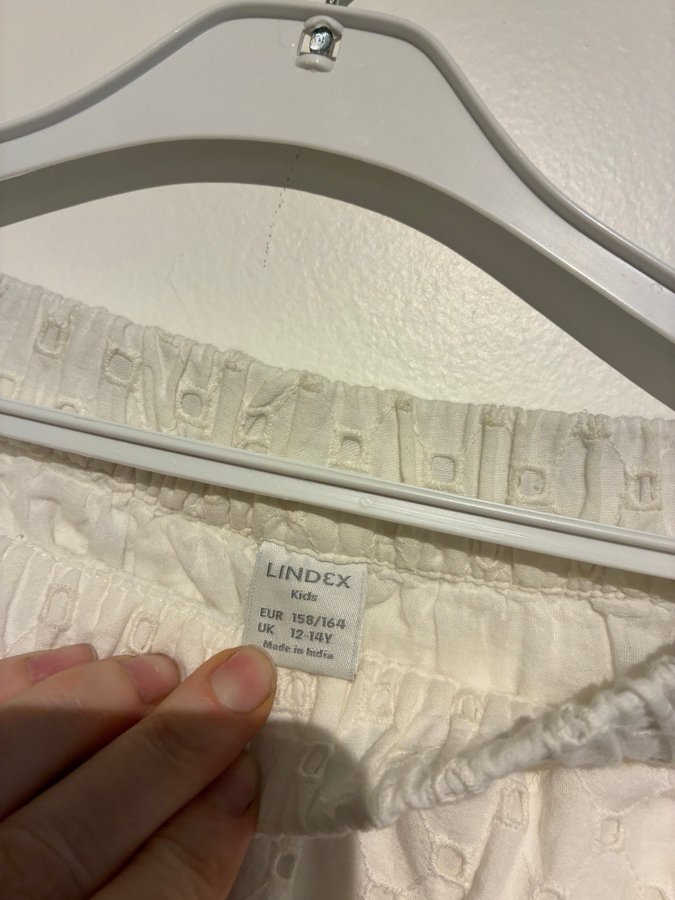 LINDEX
Kids
EUR 158/164
UK 12-14Y
Made in India